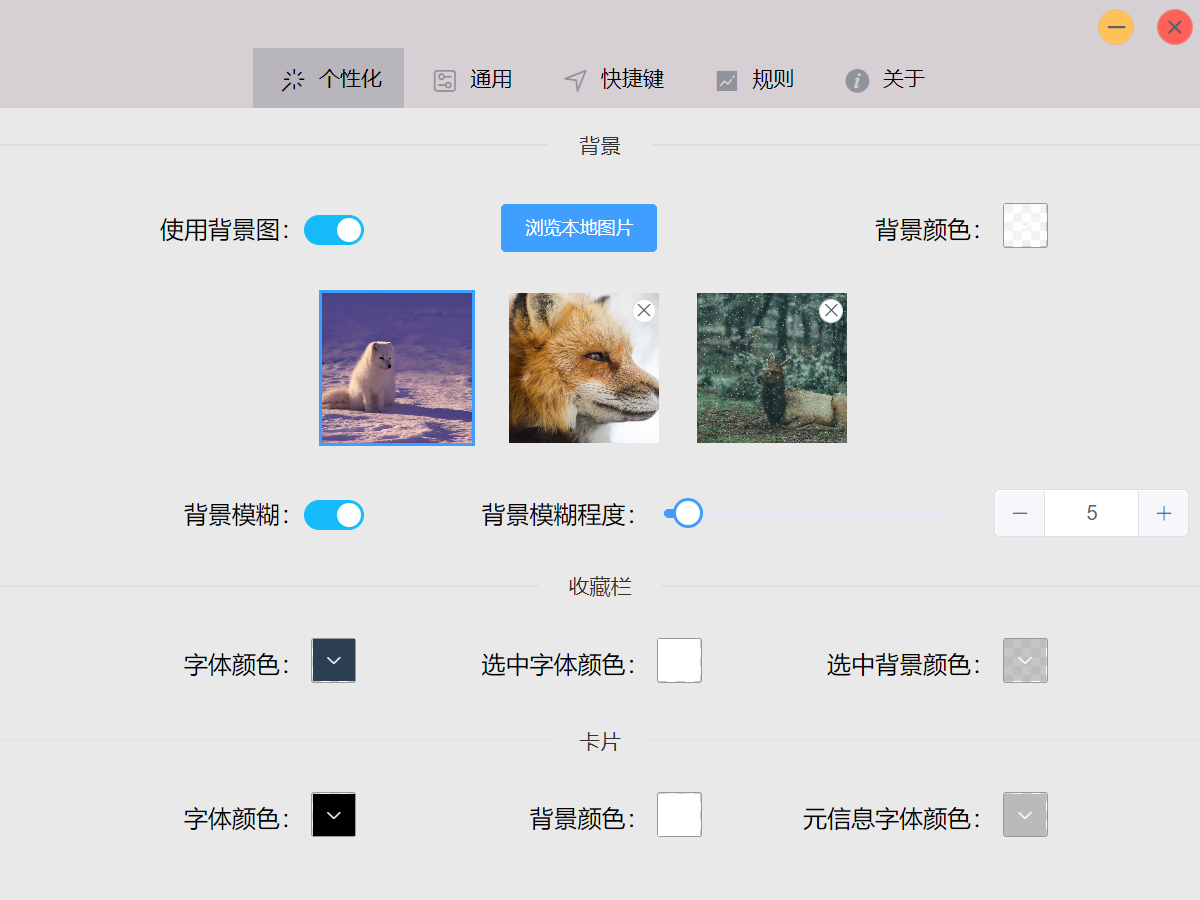 个性化 通用 快捷键 规则 关于
背景
使用背景图： 浏览本地图片 背景颜色：
背景模糊： 背景模糊程度： 5
收藏栏
字体颜色： 选中字体颜色： 选中背景颜色：
卡片
字体颜色： 背景颜色： 元信息字体颜色：